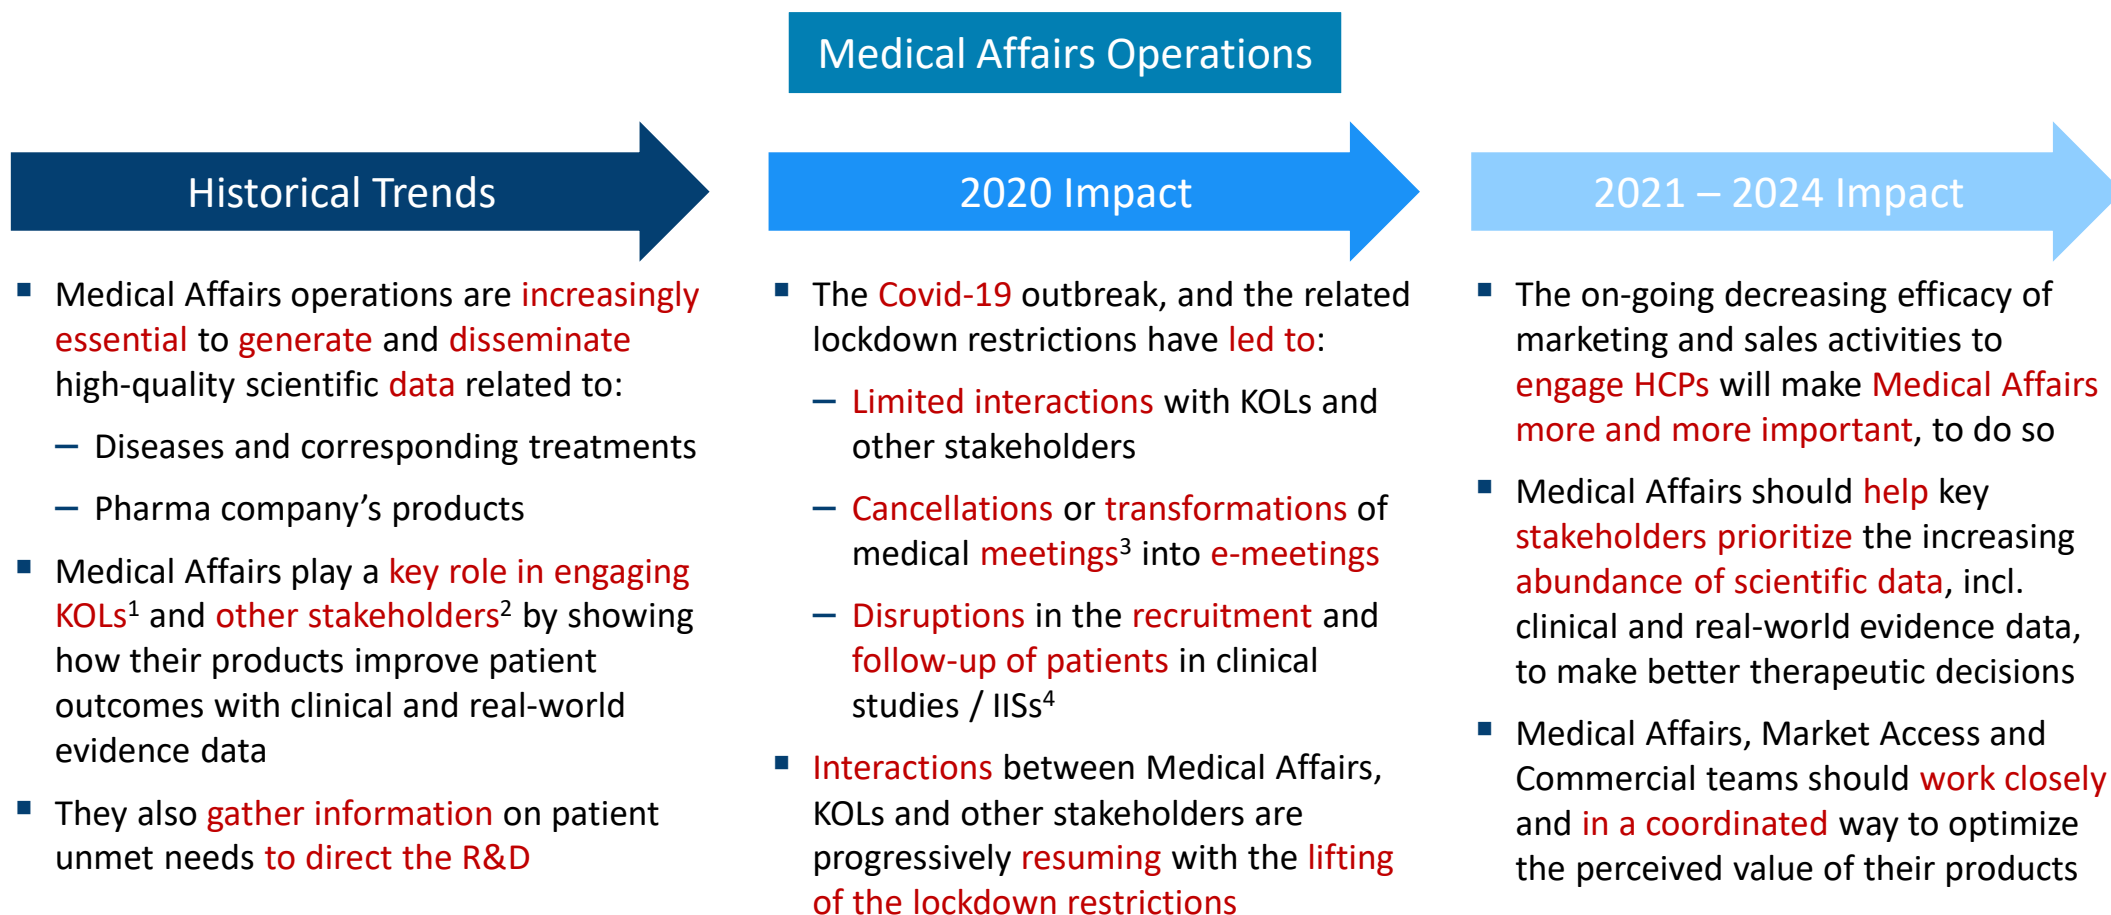 Medical Affairs Operations
Historical Trends
▪ Medical Affairs operations are increasingly
essential to generate and disseminate
high-quality scientific data related to:
– Diseases and corresponding treatments
– Pharma company’s products
▪ Medical Affairs play a key role in engaging
KOLs¹ and other stakeholders² by showing
how their products improve patient
outcomes with clinical and real-world
evidence data
▪ They also gather information on patient
unmet needs to direct the R&D
2020 Impact
▪ The Covid-19 outbreak, and the related
lockdown restrictions have led to:
– Limited interactions with KOLs and
other stakeholders
– Cancellations or transformations of
medical meetings³ into e-meetings
– Disruptions in the recruitment and
follow-up of patients in clinical
studies / IISs⁴
▪ Interactions between Medical Affairs,
KOLs and other stakeholders are
progressively resuming with the lifting
of the lockdown restrictions
2021 – 2024 Impact
▪ The on-going decreasing efficacy of
marketing and sales activities to
engage HCPs will make Medical Affairs
more and more important, to do so
▪ Medical Affairs should help key
stakeholders prioritize the increasing
abundance of scientific data, incl.
clinical and real-world evidence data,
to make better therapeutic decisions
▪ Medical Affairs, Market Access and
Commercial teams should work closely
and in a coordinated way to optimize
the perceived value of their products